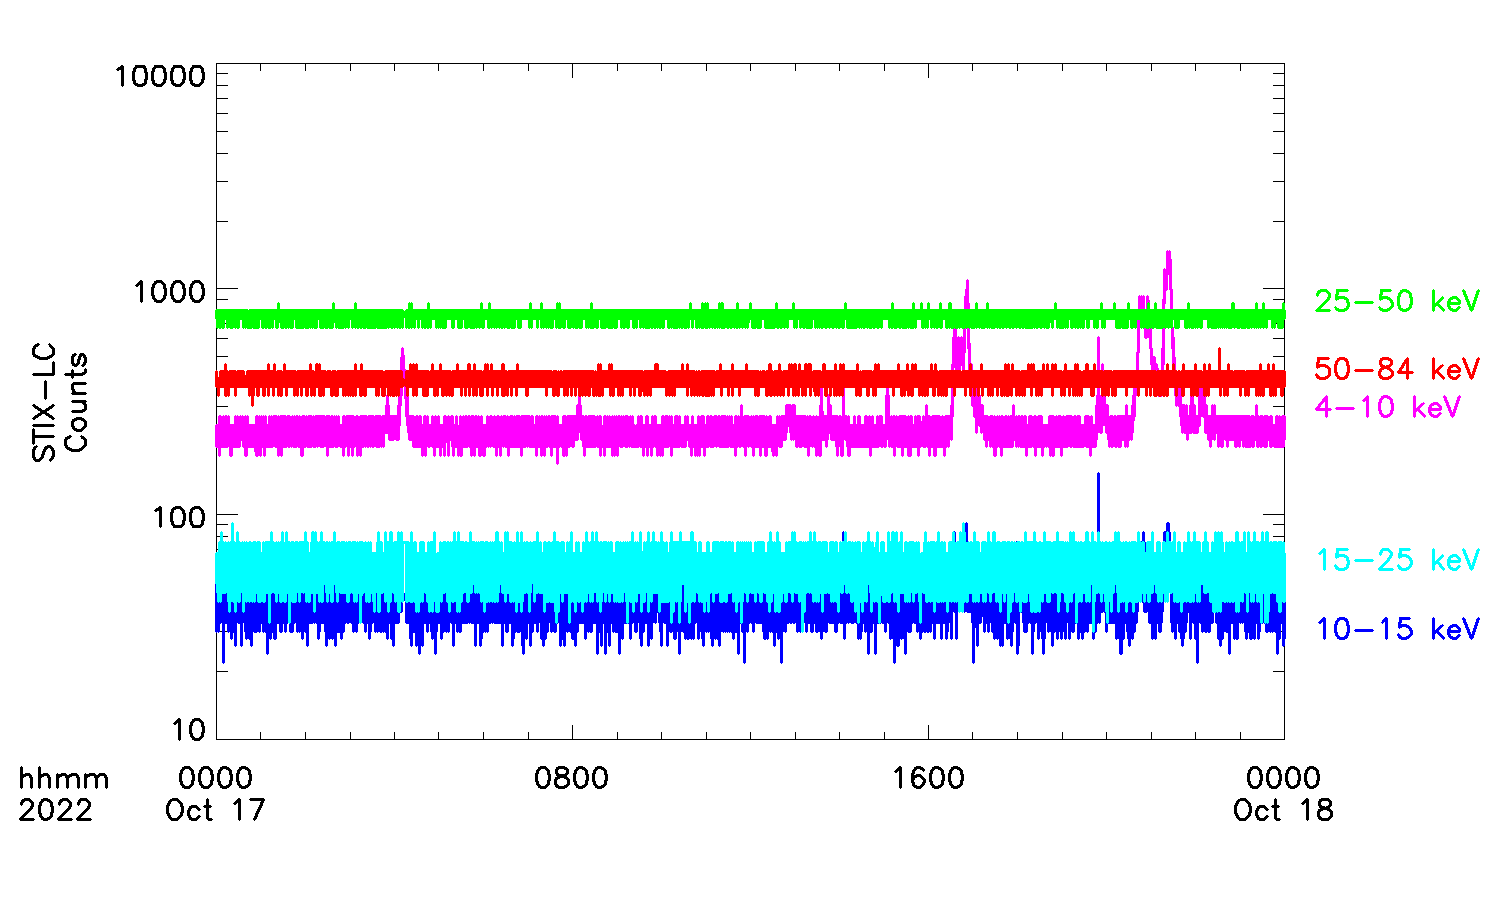 10000
1000
100
10
STIX-LC
Counts
25-50 keV
50-84 keV
4-10 keV
15-25 keV
10-15 keV
hhmm 0000 0800 1600 0000
2022 Oct 17 Oct 18